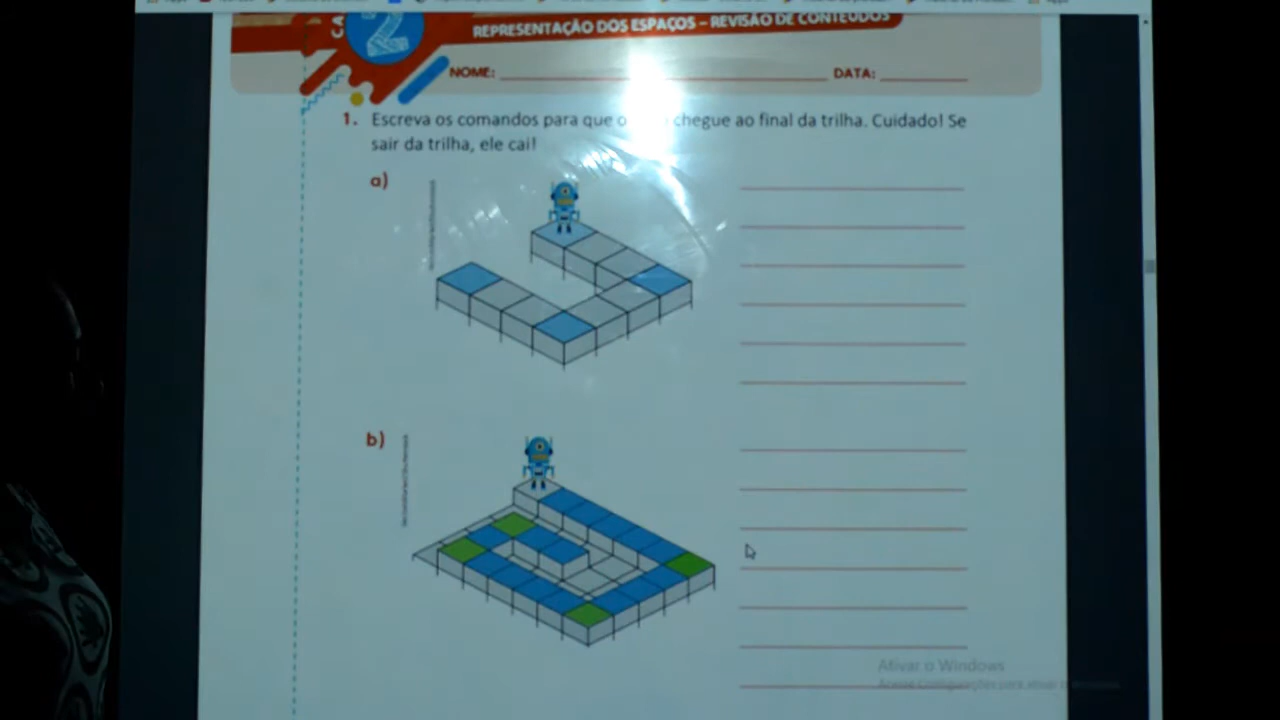 2
REPRESENTAÇÃO DOS ESPAÇOS – REVISÃO DE CONTEÚDOS
NOME: DATA:
1. Escreva os comandos para que o chegue ao final da trilha. Cuidado! Se
sair da trilha, ele cai!
a)
b)
Ativar o Windows